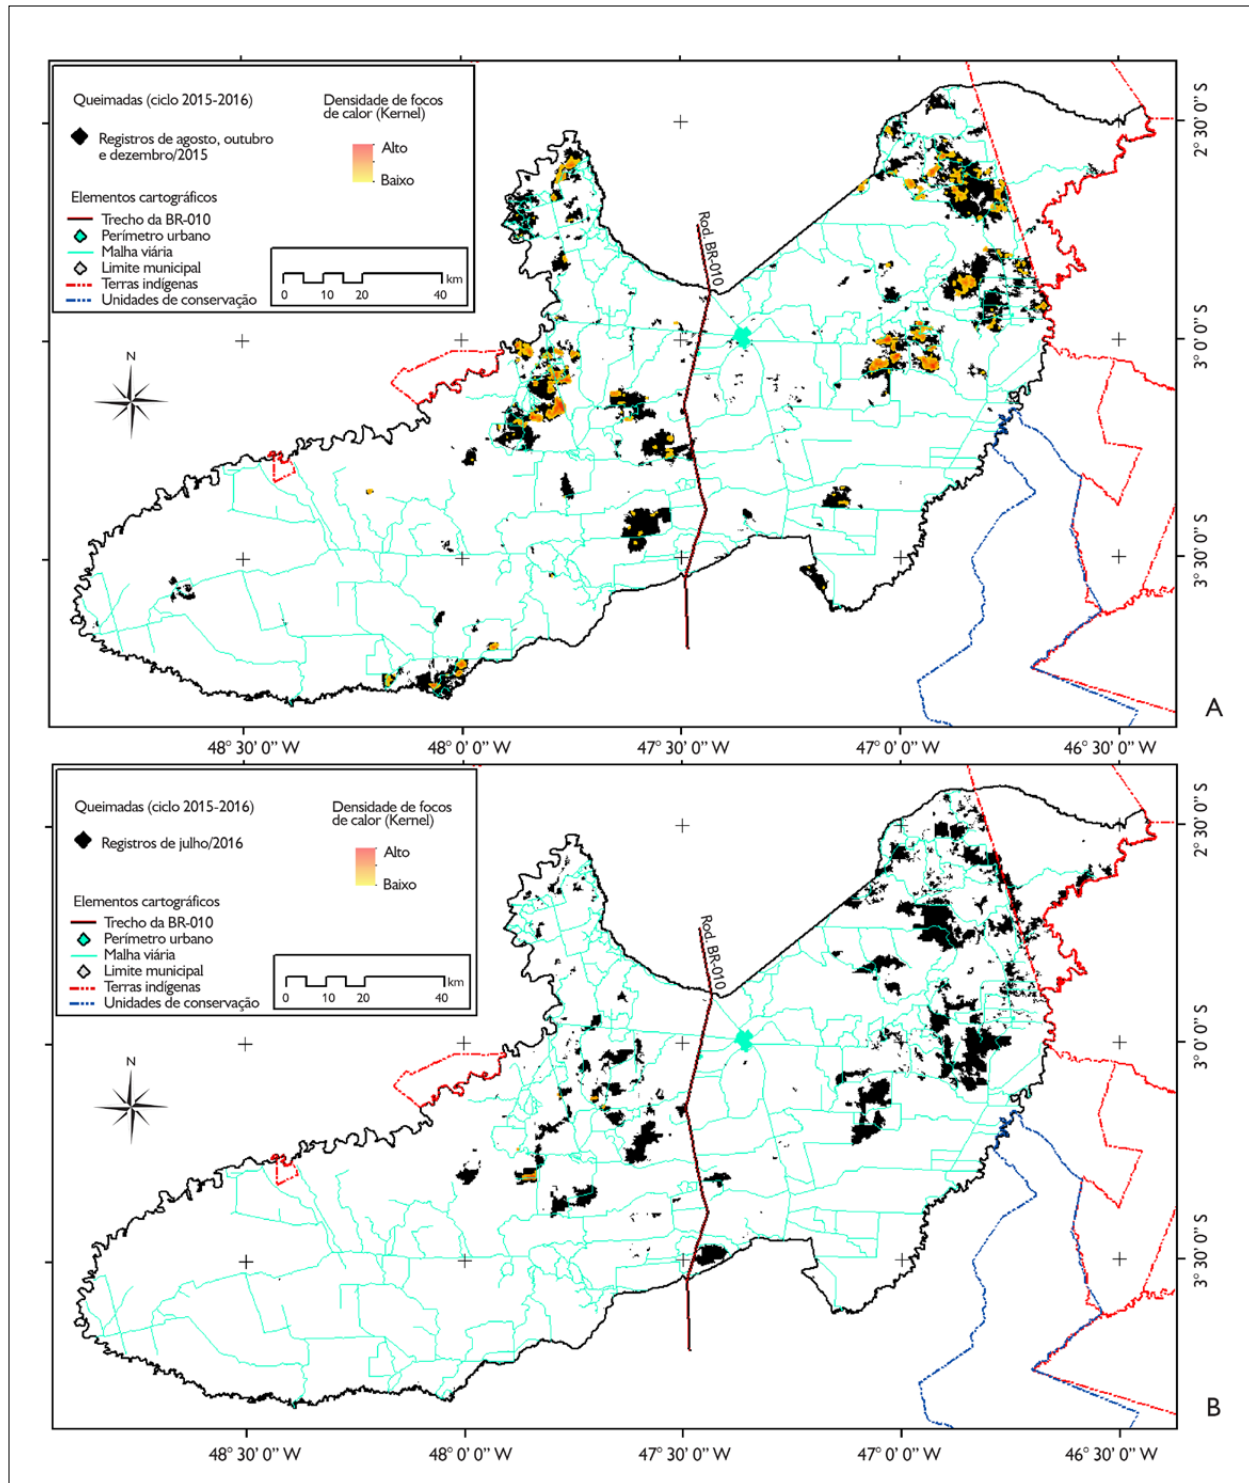 Queimadas (ciclo 2015-2016)
Registros de agosto, outubro
e dezembro/2015
Densidade de focos
de calor (Kernel)
Alto
Baixo
Elementos cartográficos
Trecho da BR-010
Perímetro urbano
Malha viária
Limite municipal
Terras indígenas
Unidades de conservação
0 10 20 40 km
N
Rod. BR-010
2° 30' 0" S
3° 0' 0" S
3° 30' 0" S
A
48° 30' 0" W 48° 0' 0" W 47° 30' 0" W 47° 0' 0" W 46° 30' 0" W
Queimadas (ciclo 2015-2016)
Registros de julho/2016
Densidade de focos
de calor (Kernel)
Alto
Baixo
Elementos cartográficos
Trecho da BR-010
Perímetro urbano
Malha viária
Limite municipal
Terras indígenas
Unidades de conservação
0 10 20 40 km
N
Rod. BR-010
2° 30' 0" S
3° 0' 0" S
3° 30' 0" S
B
48° 30' 0" W 48° 0' 0" W 47° 30' 0" W 47° 0' 0" W 46° 30' 0" W